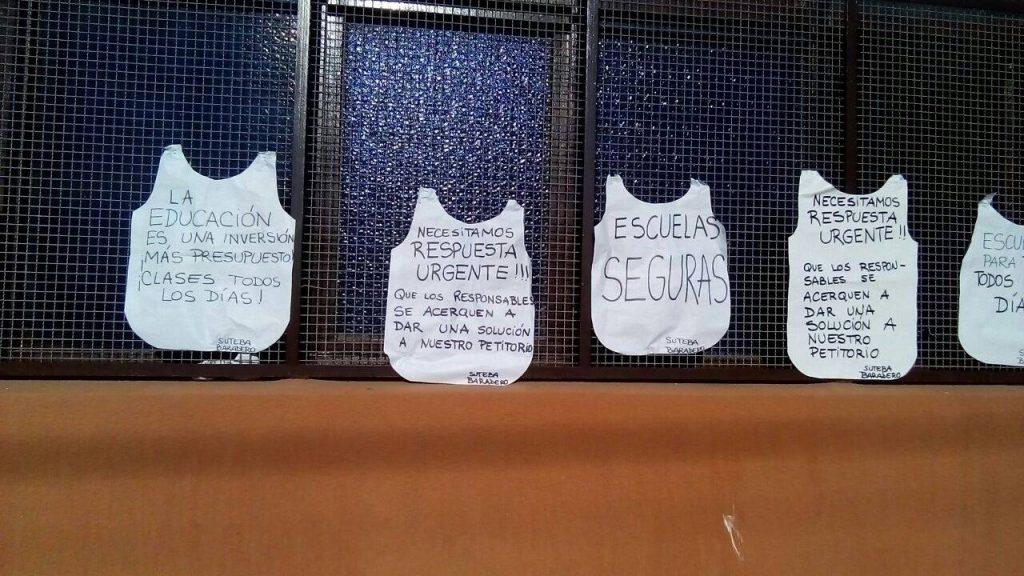 LA
EDUCACIÓN
ES, UNA INVERSIÓN
¡MÁS PRESUPUESTO!
¡CLASES TODOS
LOS DÍAS!
SUTEBA
BARADERO
NECESITAMOS
RESPUESTA
URGENTE!!!
QUE LOS RESPONSABLES
SE ACERQUEN A
DAR UNA SOLUCIÓN
A NUESTRO PETITORIO
SUTEBA
BARADERO
ESCUELAS
SEGURAS
SUTEBA
BARADERO
NECESITAMOS
RESPUESTA
URGENTE!!
QUE LOS RESPON-
SABLES SE
ACERQUEN A
DAR UNA
SOLUCIÓN A
NUESTRO
PETITORIO
SUTEBA
BARADERO
ESCU
PARA
TODOS
DÍA